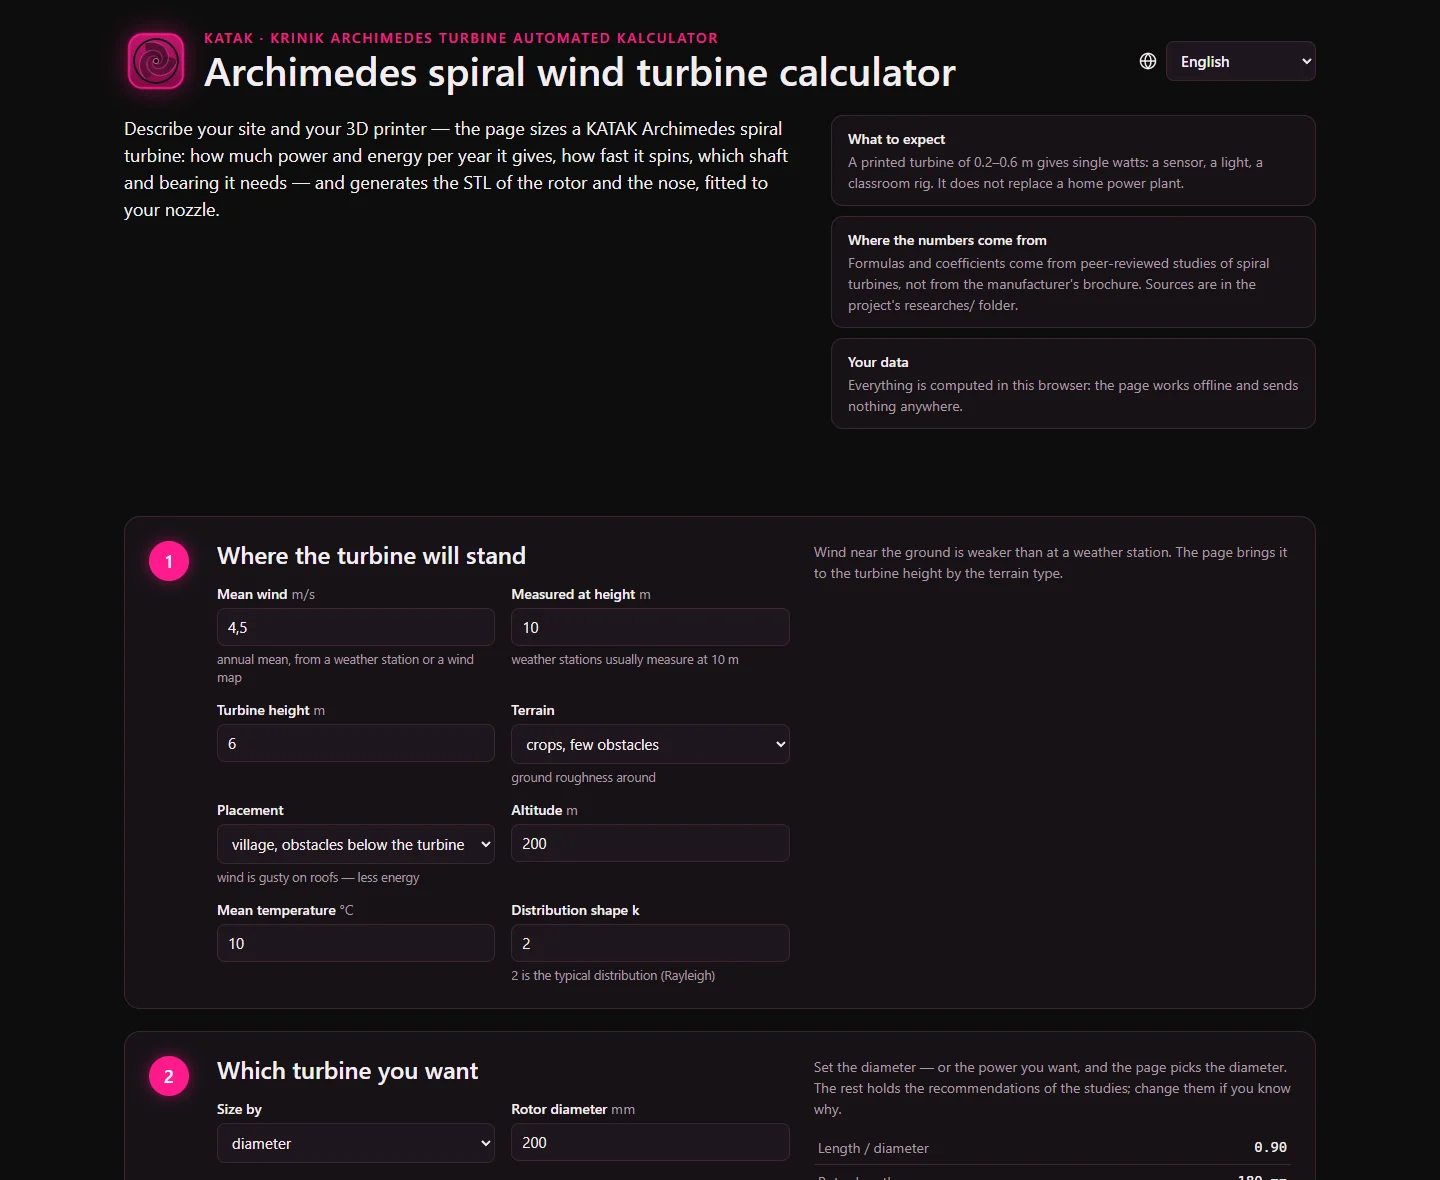 KATAK · KRINIK ARCHIMEDES TURBINE AUTOMATED KALCULATOR
Archimedes spiral wind turbine calculator
English
Describe your site and your 3D printer — the page sizes a KATAK Archimedes spiral
turbine: how much power and energy per year it gives, how fast it spins, which shaft
and bearing it needs — and generates the STL of the rotor and the nose, fitted to
your nozzle.
What to expect
A printed turbine of 0.2–0.6 m gives single watts: a sensor, a light, a
classroom rig. It does not replace a home power plant.
Where the numbers come from
Formulas and coefficients come from peer-reviewed studies of spiral
turbines, not from the manufacturer's brochure. Sources are in the
project's researches/ folder.
Your data
Everything is computed in this browser: the page works offline and sends
nothing anywhere.
1
Where the turbine will stand
Wind near the ground is weaker than at a weather station. The page brings it
to the turbine height by the terrain type.
Mean wind m/s
4,5
annual mean, from a weather station or a wind
map
Measured at height m
10
weather stations usually measure at 10 m
Turbine height m
6
Terrain
crops, few obstacles
ground roughness around
Placement
village, obstacles below the turbine
wind is gusty on roofs — less energy
Altitude m
200
Mean temperature °C
10
Distribution shape k
2
2 is the typical distribution (Rayleigh)
2
Which turbine you want
Set the diameter — or the power you want, and the page picks the diameter.
The rest holds the recommendations of the studies; change them if you know
why.
Size by
diameter
Rotor diameter mm
200
Length / diameter 0.90